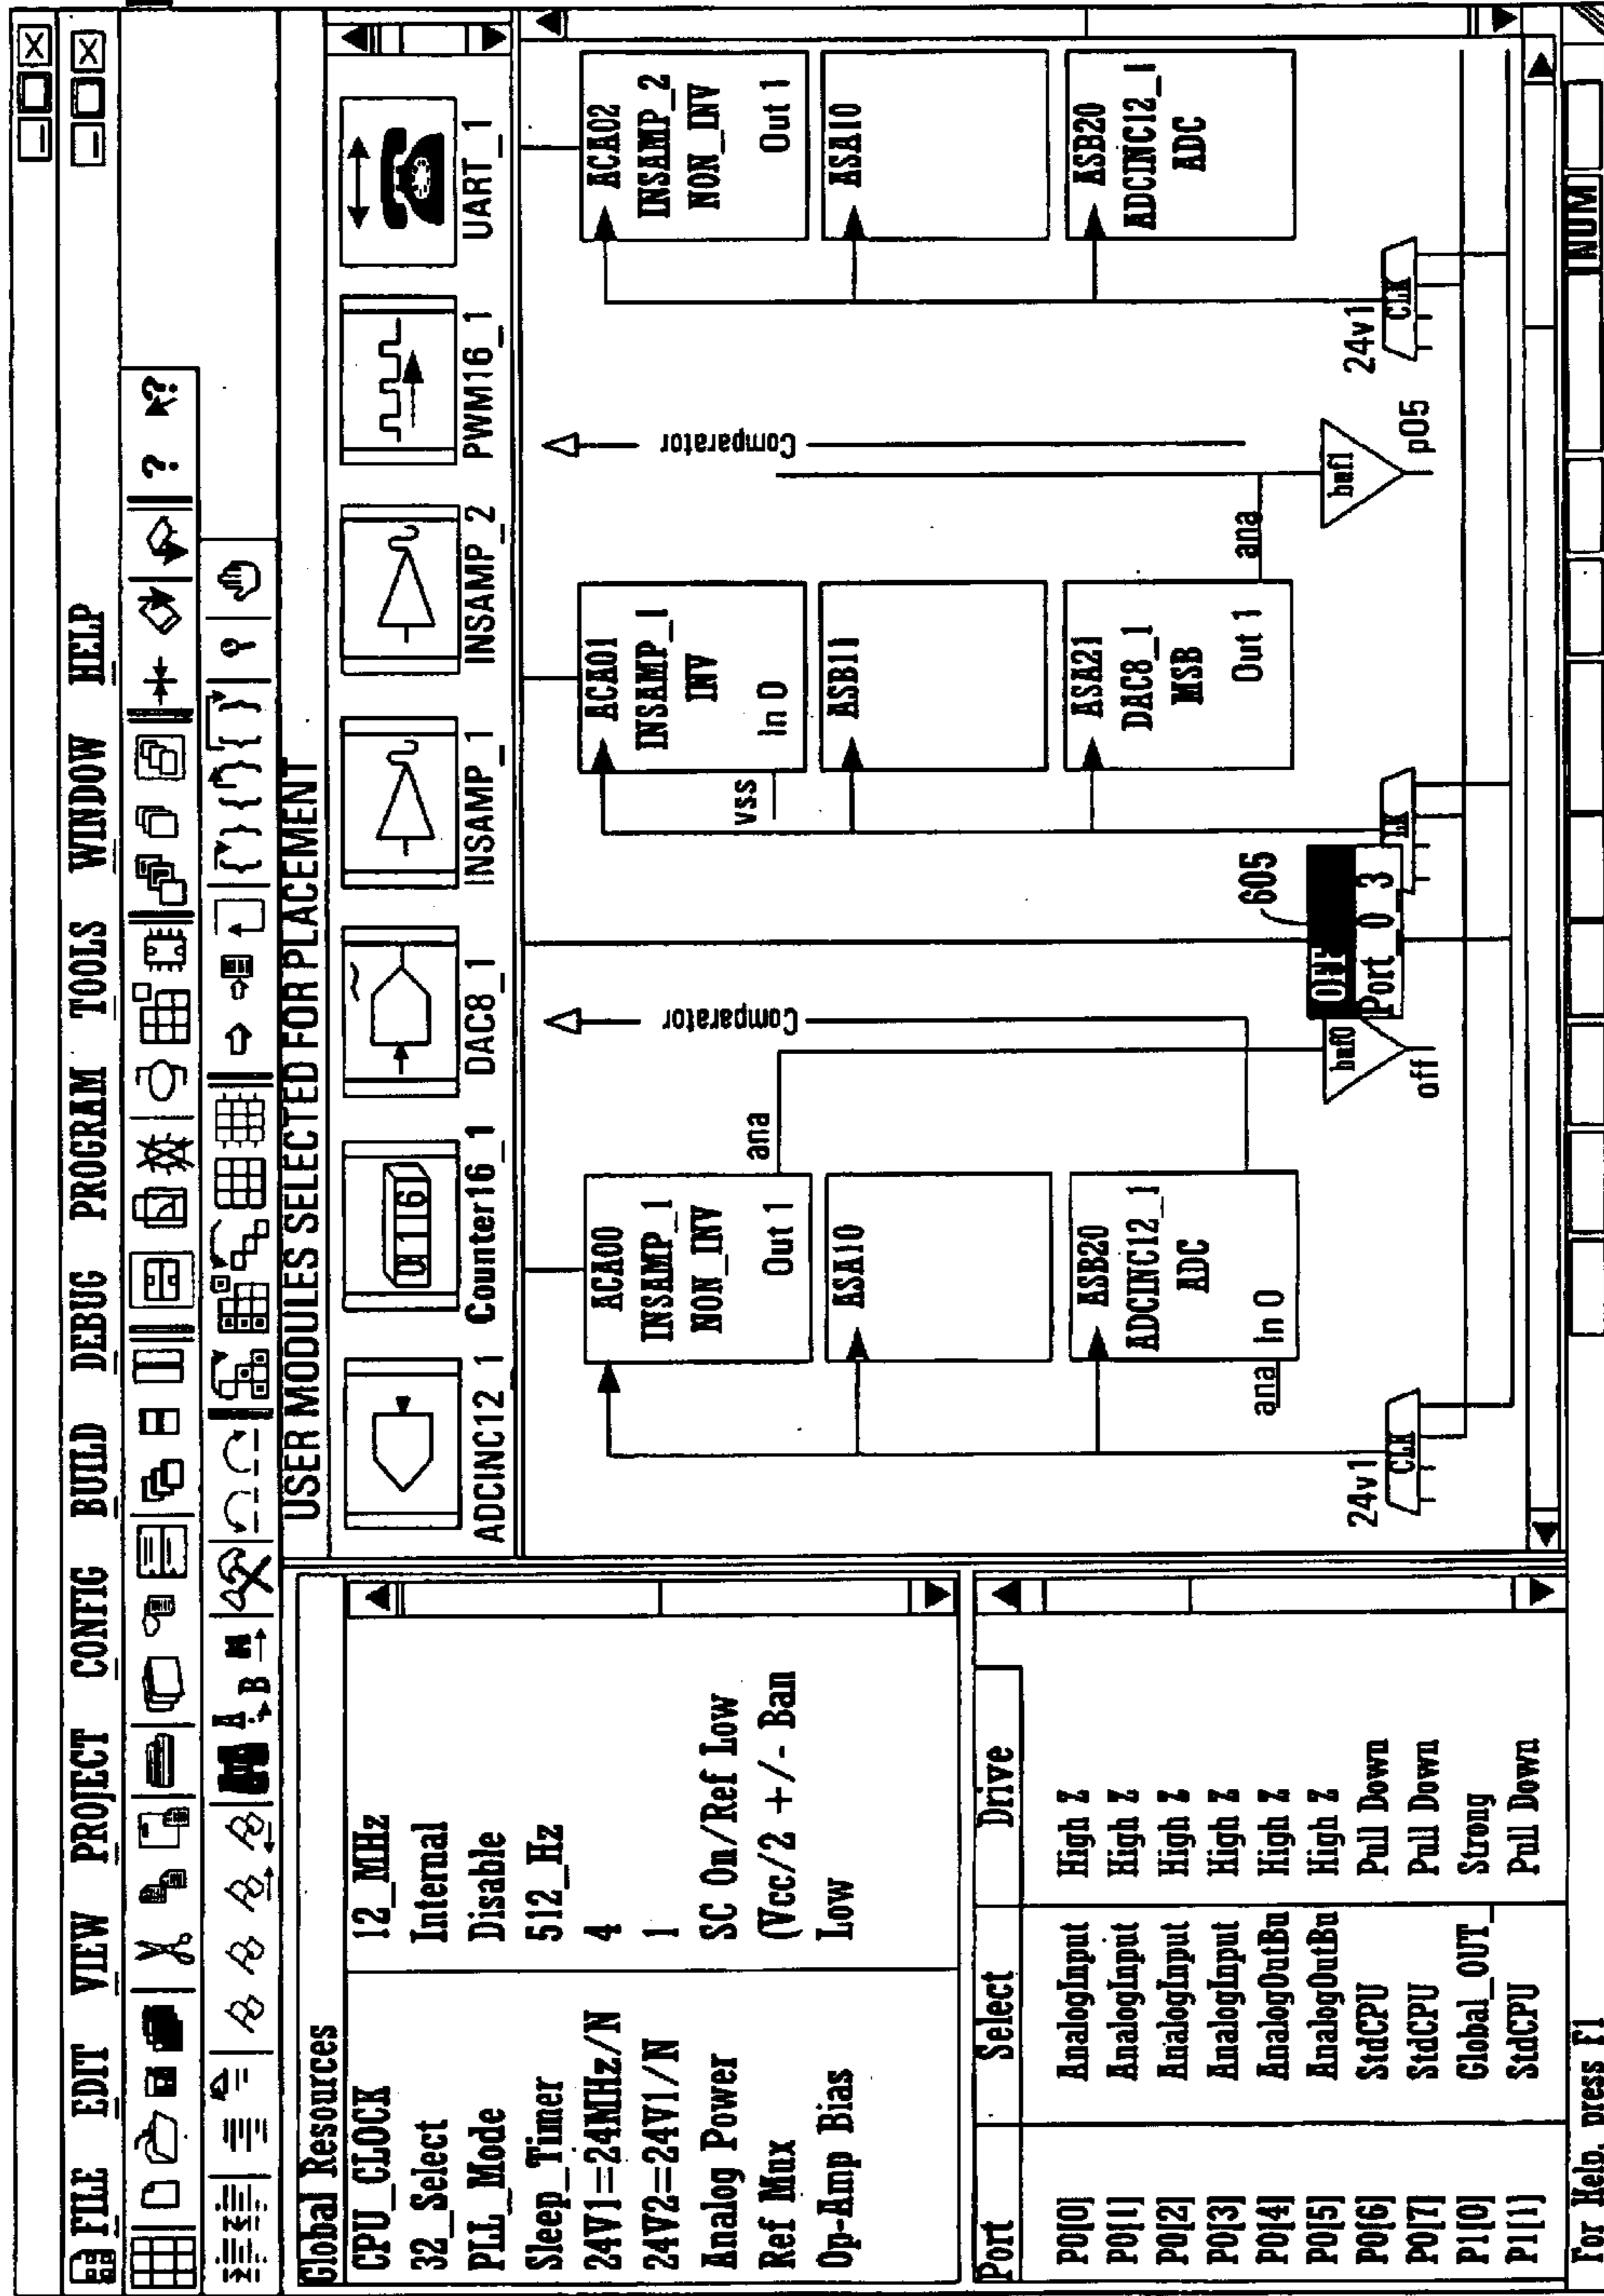 FILE EDIT VIEW PROJECT CONFIG BUILD DEBUG PROGRAM TOOLS WINDOW HELP
? ?
A B M
Global Resources
CPU_CLOCK 12_MHz
32_Select Internal
PLL_Mode Disable
Sleep_Timer 512_Hz
24V1=24MHz/N 4
24V2=24V1/N 1
Analog Power SC On/Ref Low
Ref Mux (Vcc/2 +/- Ban
Op-Amp Bias Low
Port Select Drive
P0[0] AnalogInput High Z
P0[1] AnalogInput High Z
P0[2] AnalogInput High Z
P0[3] AnalogInput High Z
P0[4] AnalogOutBu High Z
P0[5] AnalogOutBu High Z
P0[6] StdCPU Pull Down
P0[7] StdCPU Pull Down
P1[0] Global_OUT_ Strong
P1[1] StdCPU Pull Down
USER MODULES SELECTED FOR PLACEMENT
0116
ADCINC12_1 Counter16_1 DAC8_1 INSAMP_1 INSAMP_2 PWM16_1 UART_1
ACA00
INSAMP_1
NON_INV
Out 1
ana
ASA10
ASB20
ADCINC12_1
ADC
ana In 0
24v1
CLK
Comparator
buf0
off
605
Port_0_3
ACA01
INSAMP_1
INV
vss In 0
ASB11
ASA21
DAC8_1
MSB
Out 1
ana
Comparator
buf1
p05
ACA02
INSAMP_2
NON_INV
Out 1
ASA10
ASB20
ADCINC12_1
ADC
24v1
CLK
For Help, press F1
NUM